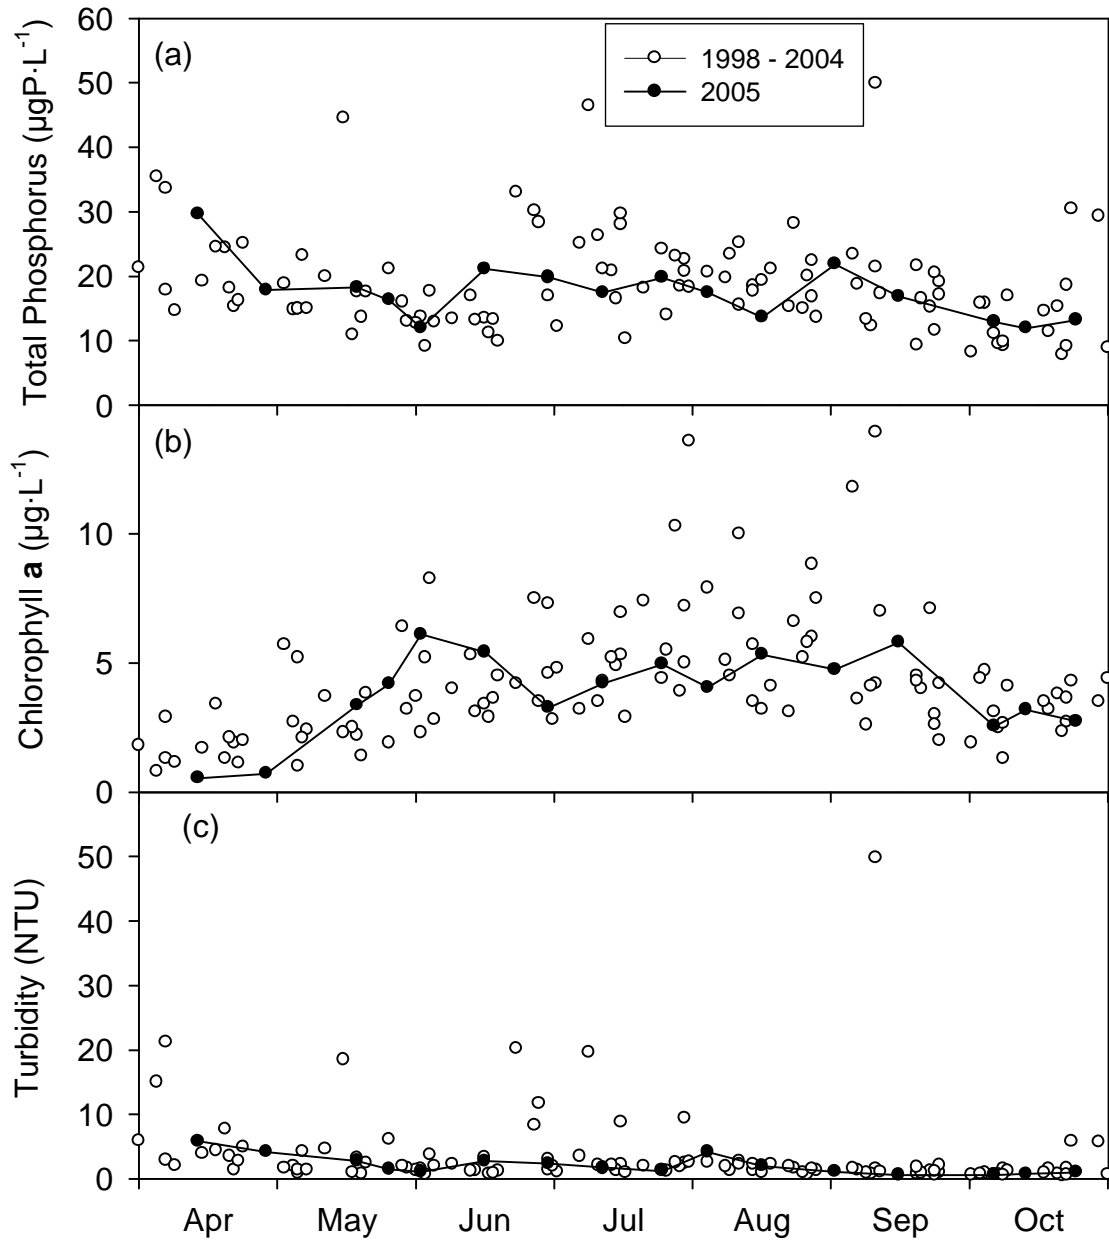 Total Phosphorus (µgP·L⁻¹)
60
50
40
30
20
10
0
(a)
1998 - 2004
2005
Chlorophyll a (µg·L⁻¹)
10
5
0
(b)
Turbidity (NTU)
50
40
30
20
10
0
(c)
Apr May Jun Jul Aug Sep Oct